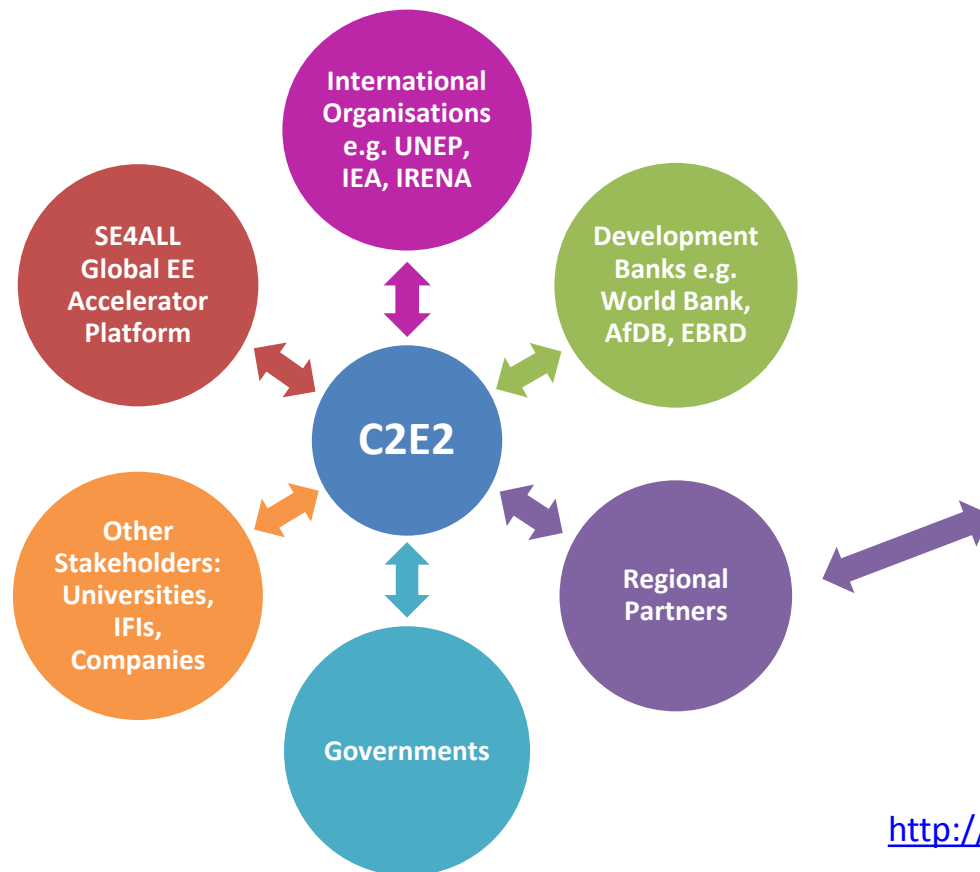 International
Organisations
e.g. UNEP,
IEA, IRENA
SE4ALL
Global EE
Accelerator
Platform
Development
Banks e.g.
World Bank,
AfDB, EBRD
C2E2
Other
Stakeholders:
Universities,
IFIs,
Companies
Regional
Partners
Governments
http://